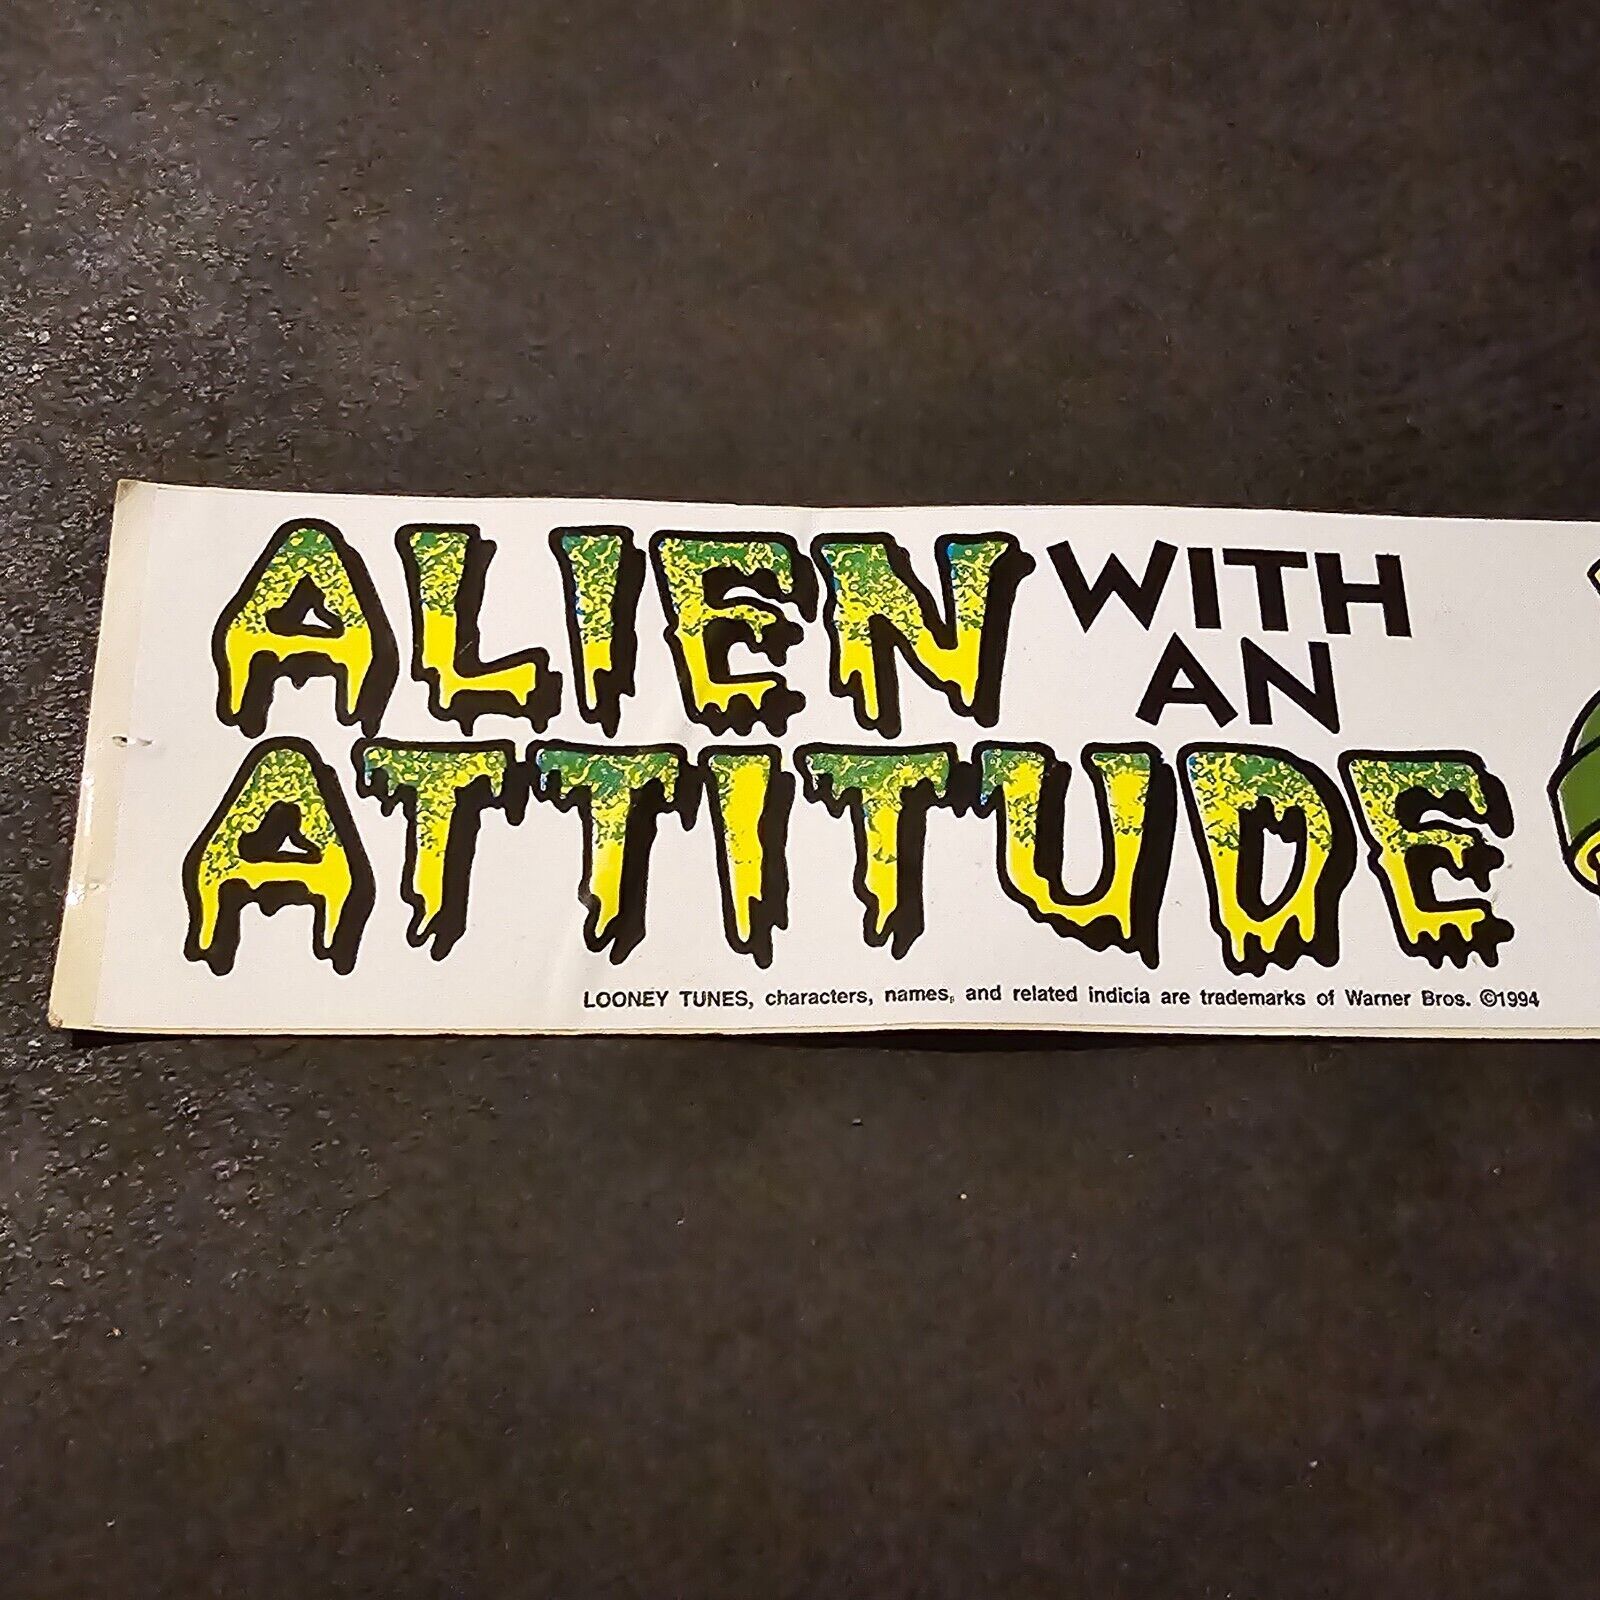 ALIEN WITH
AN
ATTITUDE
LOONEY TUNES, characters, names, and related indicia are trademarks of Warner Bros. ©1994